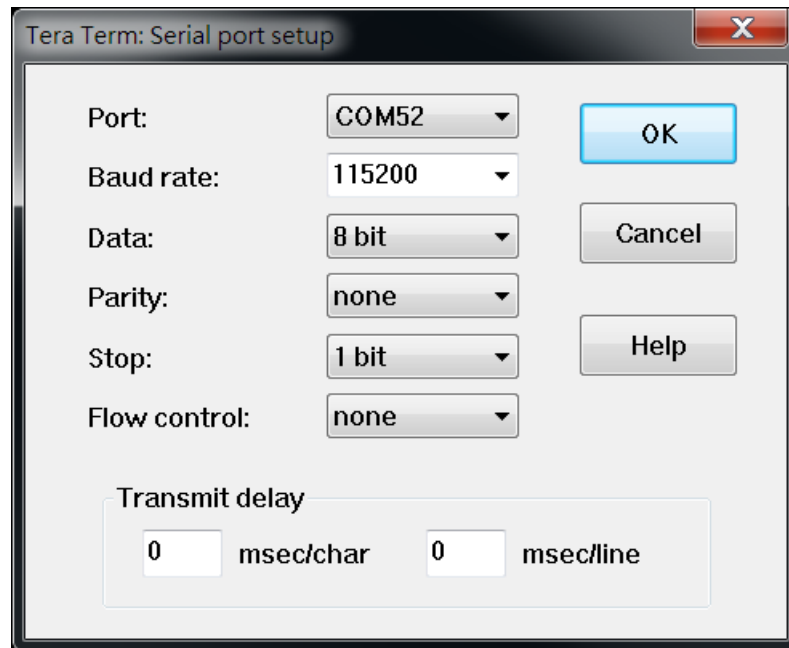 Tera Term: Serial port setup
Port: COM52 OK
Baud rate: 115200
Data: 8 bit Cancel
Parity: none
Stop: 1 bit Help
Flow control: none
Transmit delay
0 msec/char 0 msec/line